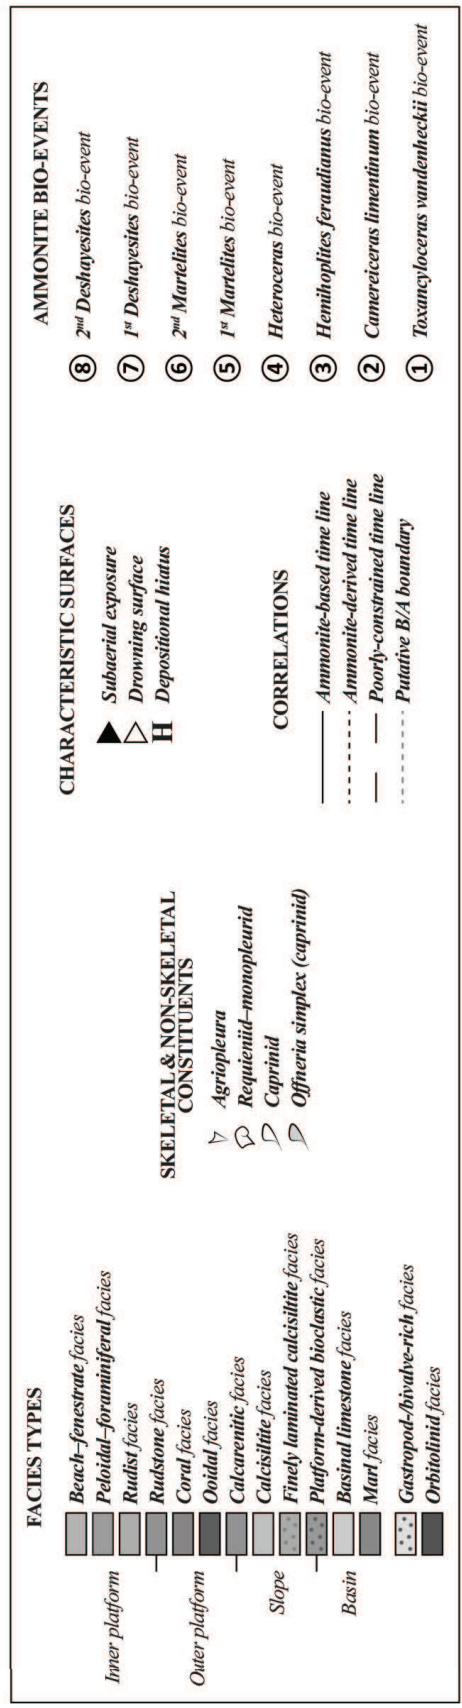 FACIES TYPES
Inner platform
Outer platform
Slope
Basin
Beach–fenestrate facies
Peloidal–foraminiferal facies
Rudist facies
Rudstone facies
Coral facies
Ooidal facies
Calcarenitic facies
Calcisiltite facies
Finely laminated calcisiltite facies
Platform-derived bioclastic facies
Basinal limestone facies
Marl facies
Gastropod-/bivalve-rich facies
Orbitolinid facies
SKELETAL & NON-SKELETAL
CONSTITUENTS
Agriopleura
Requieniid–monopleurid
Caprinid
Offneria simplex (caprinid)
CHARACTERISTIC SURFACES
Subaerial exposure
Drowning surface
H Depositional hiatus
CORRELATIONS
Ammonite-based time line
Ammonite-derived time line
Poorly-constrained time line
Putative B/A boundary
AMMONITE BIO-EVENTS
8 2nd Deshayesites bio-event
7 1st Deshayesites bio-event
6 2nd Martelites bio-event
5 1st Martelites bio-event
4 Heteroceras bio-event
3 Hemihoplites feraudianus bio-event
2 Camereiceras limentinum bio-event
1 Toxancyloceras vandenheckii bio-event